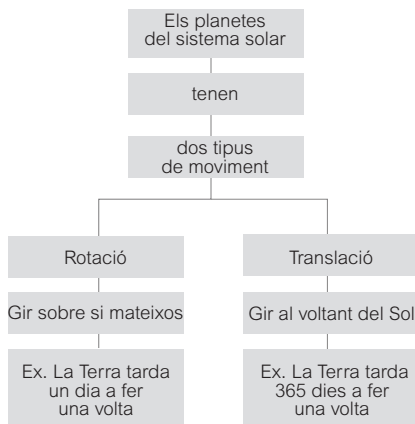 Els planetes
del sistema solar
tenen
dos tipus
de moviment
Rotació
Gir sobre si mateixos
Ex. La Terra tarda
un dia a fer
una volta
Translació
Gir al voltant del Sol
Ex. La Terra tarda
365 dies a fer
una volta